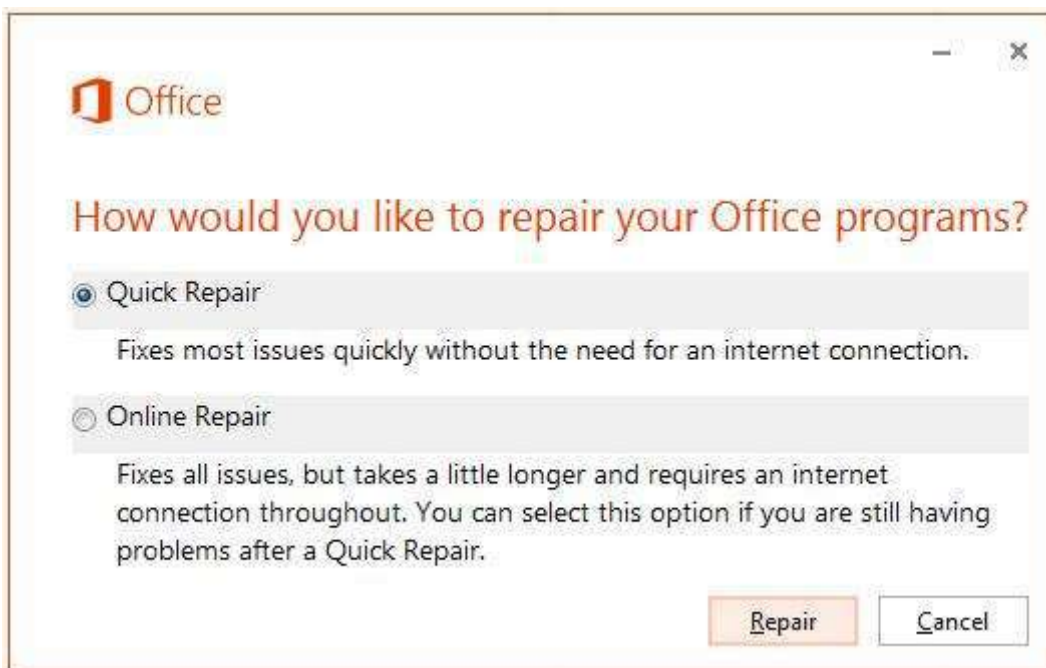 Office
How would you like to repair your Office programs?
Quick Repair
Fixes most issues quickly without the need for an internet connection.
Online Repair
Fixes all issues, but takes a little longer and requires an internet
connection throughout. You can select this option if you are still having
problems after a Quick Repair.
Repair Cancel